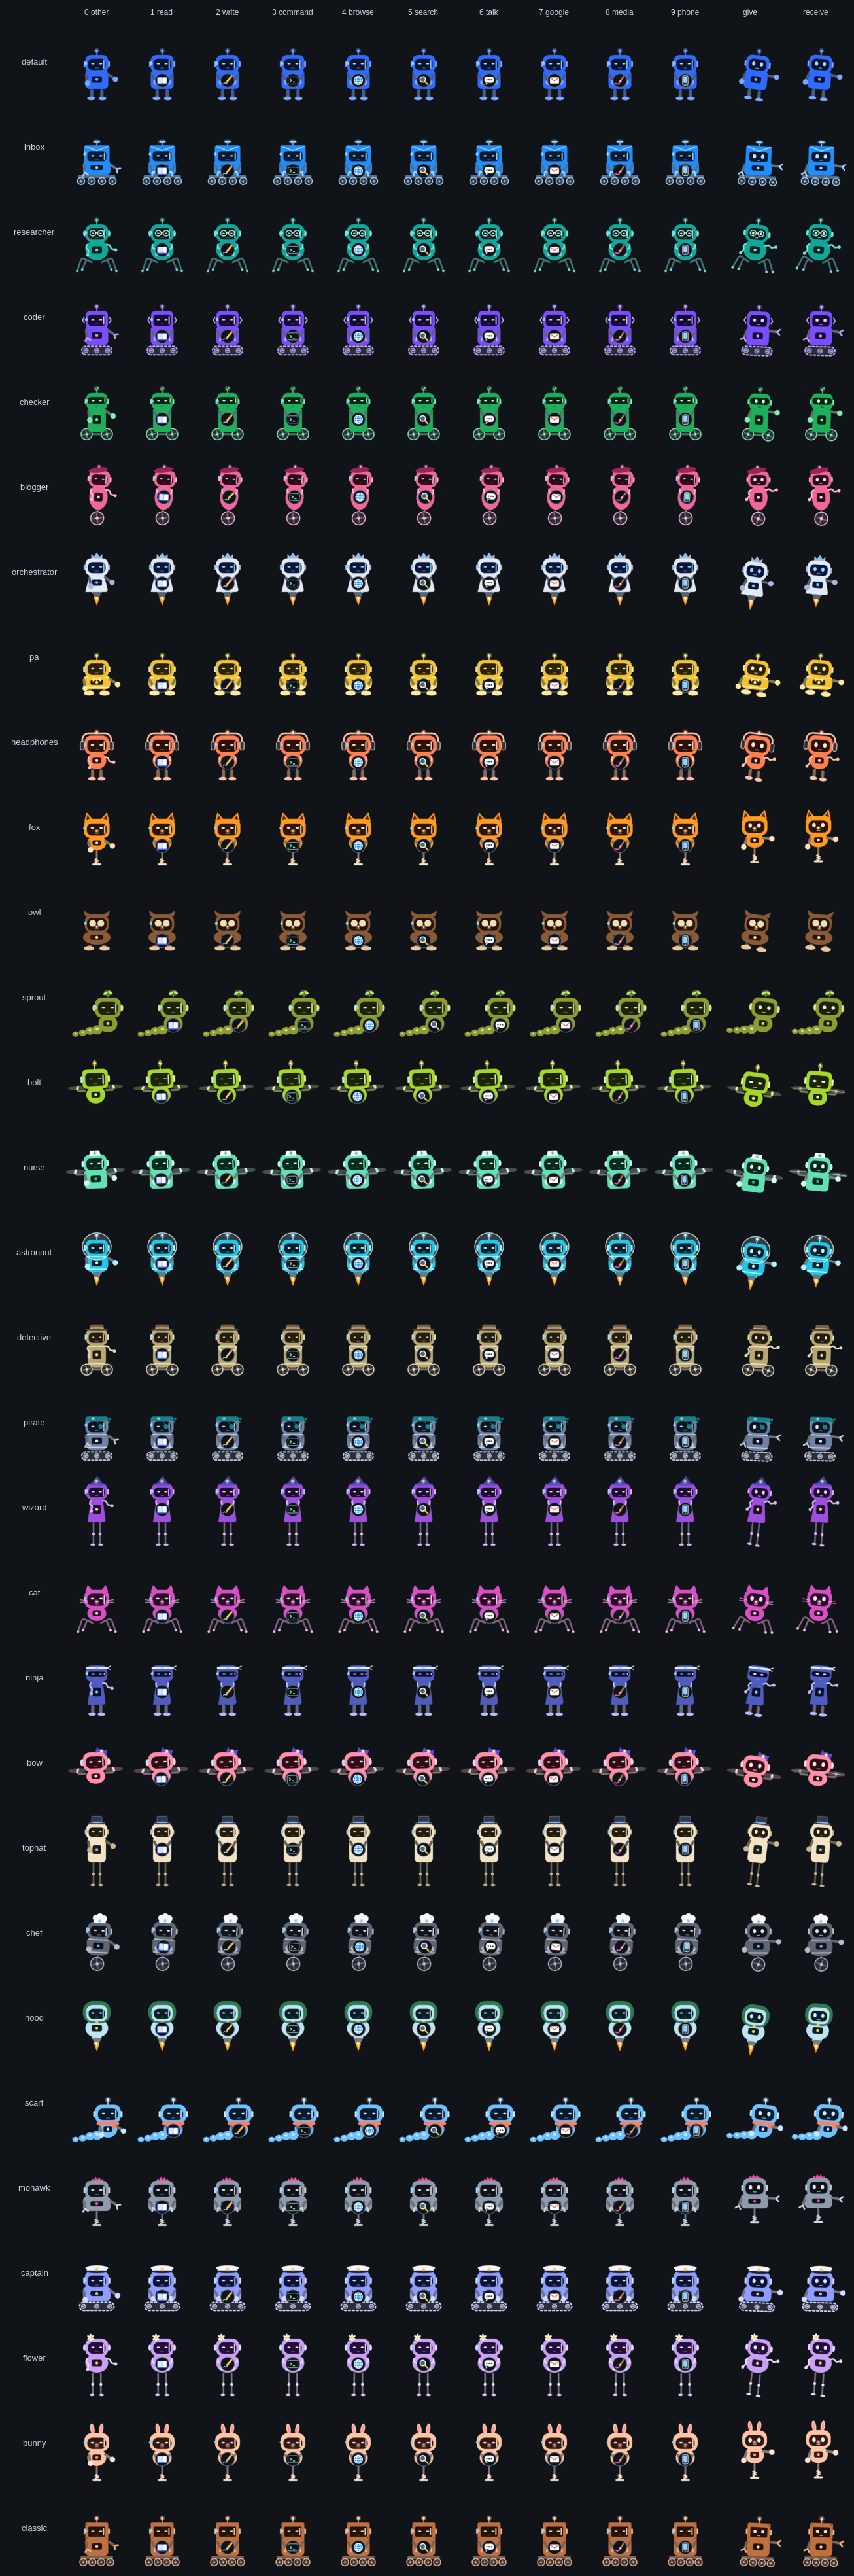 0 other 1 read 2 write 3 command 4 browse 5 search 6 talk 7 google 8 media 9 phone give receive
default
inbox
researcher
coder
checker
blogger
orchestrator
pa
headphones
fox
owl
sprout
bolt
nurse
astronaut
detective
pirate
wizard
cat
ninja
bow
tophat
chef
hood
scarf
mohawk
captain
flower
bunny
classic